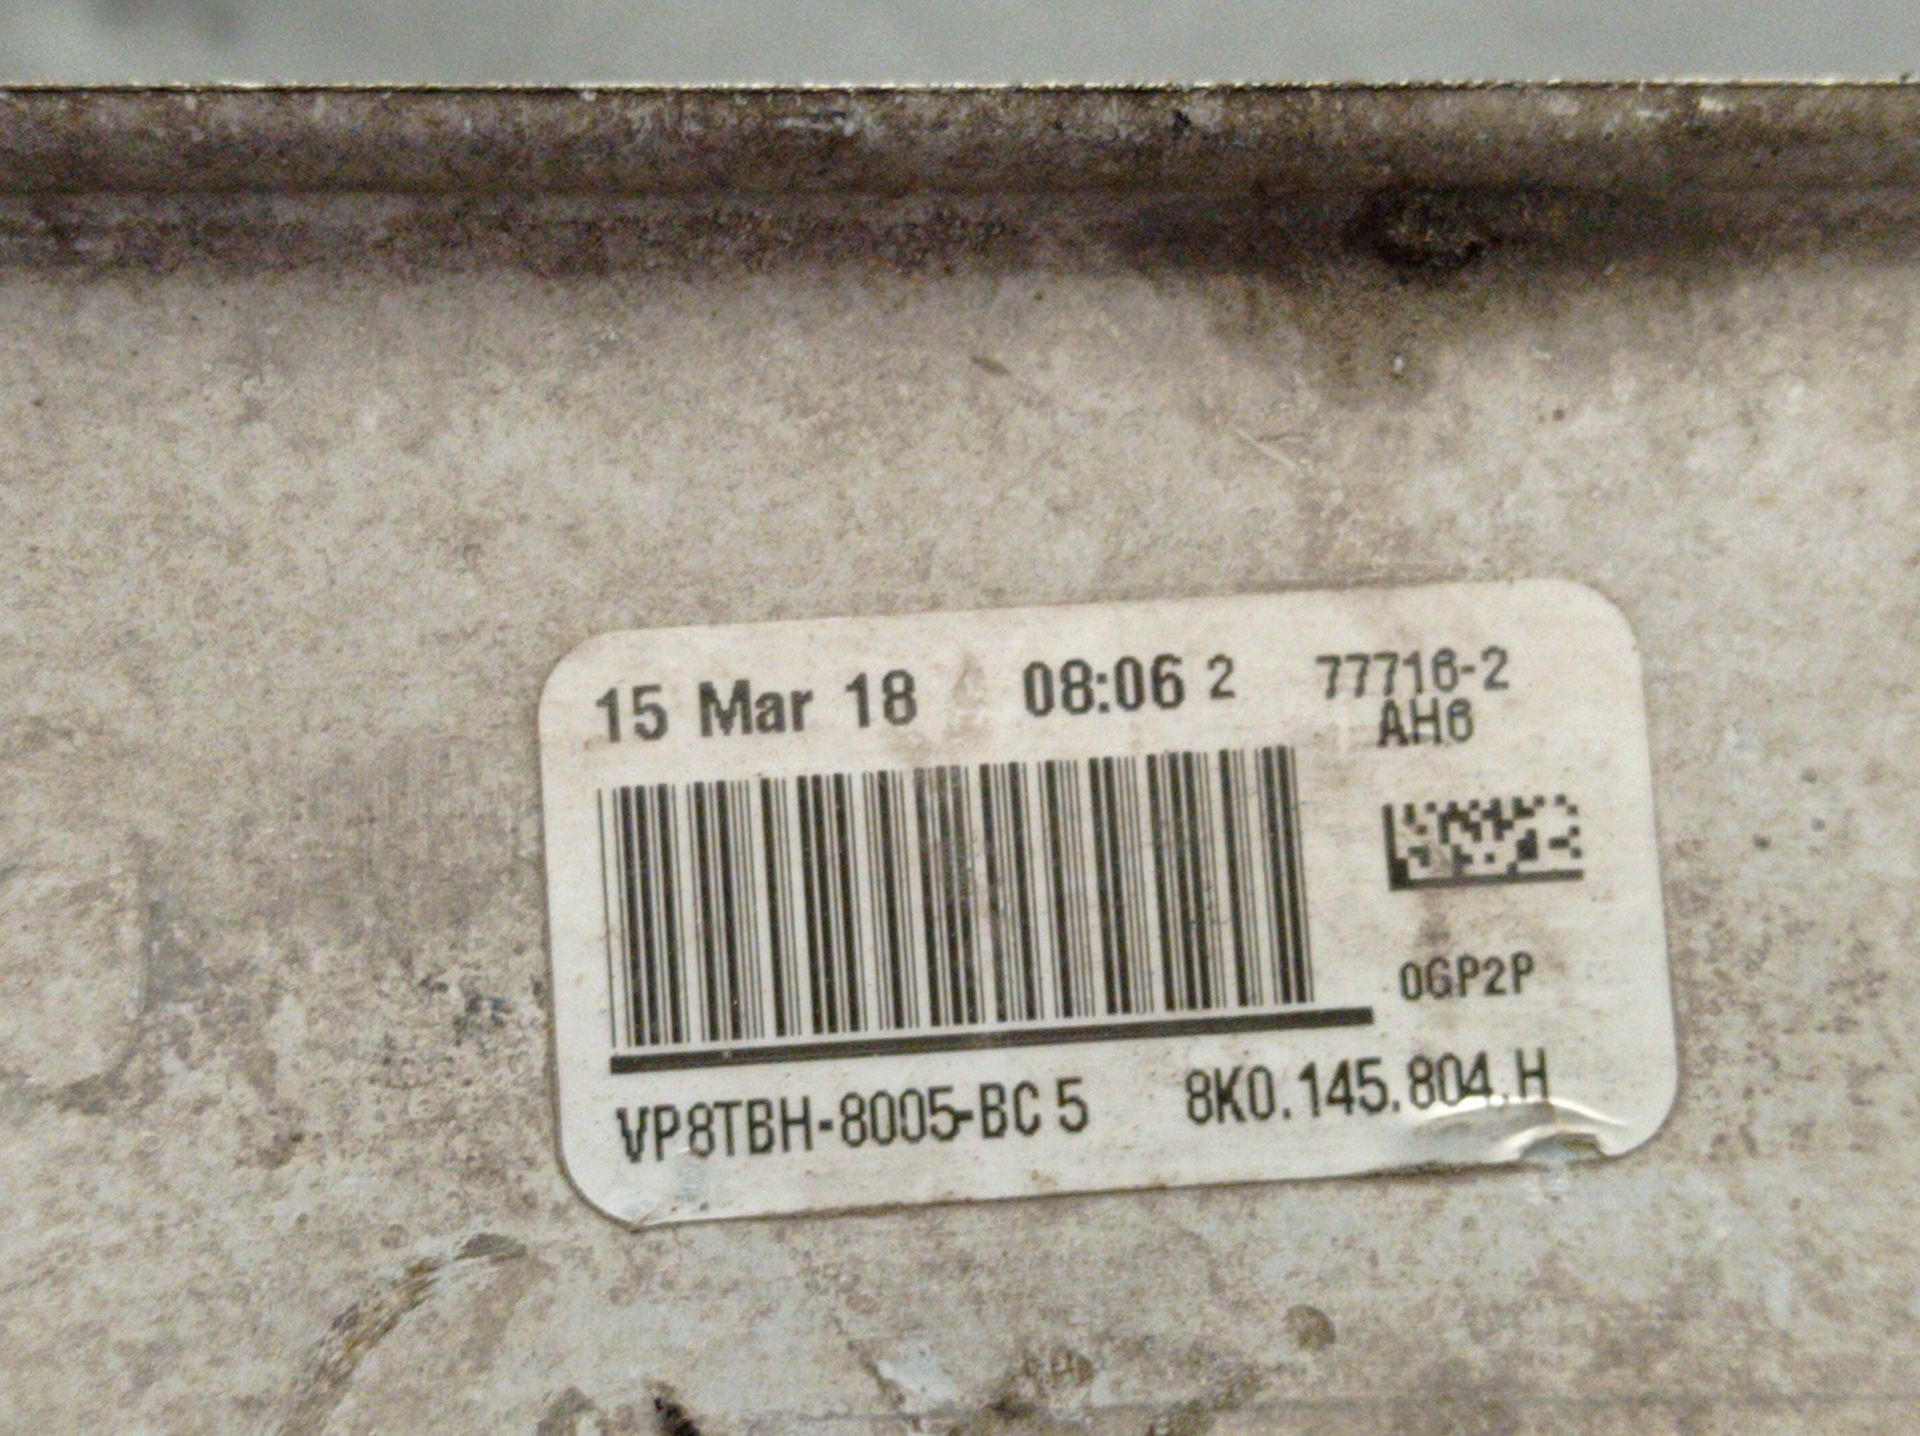 15 Mar 18 08:06 2 77716-2
AH6
0GP2P
VP8TBH-8005-BC 5 8K0.145.804.H